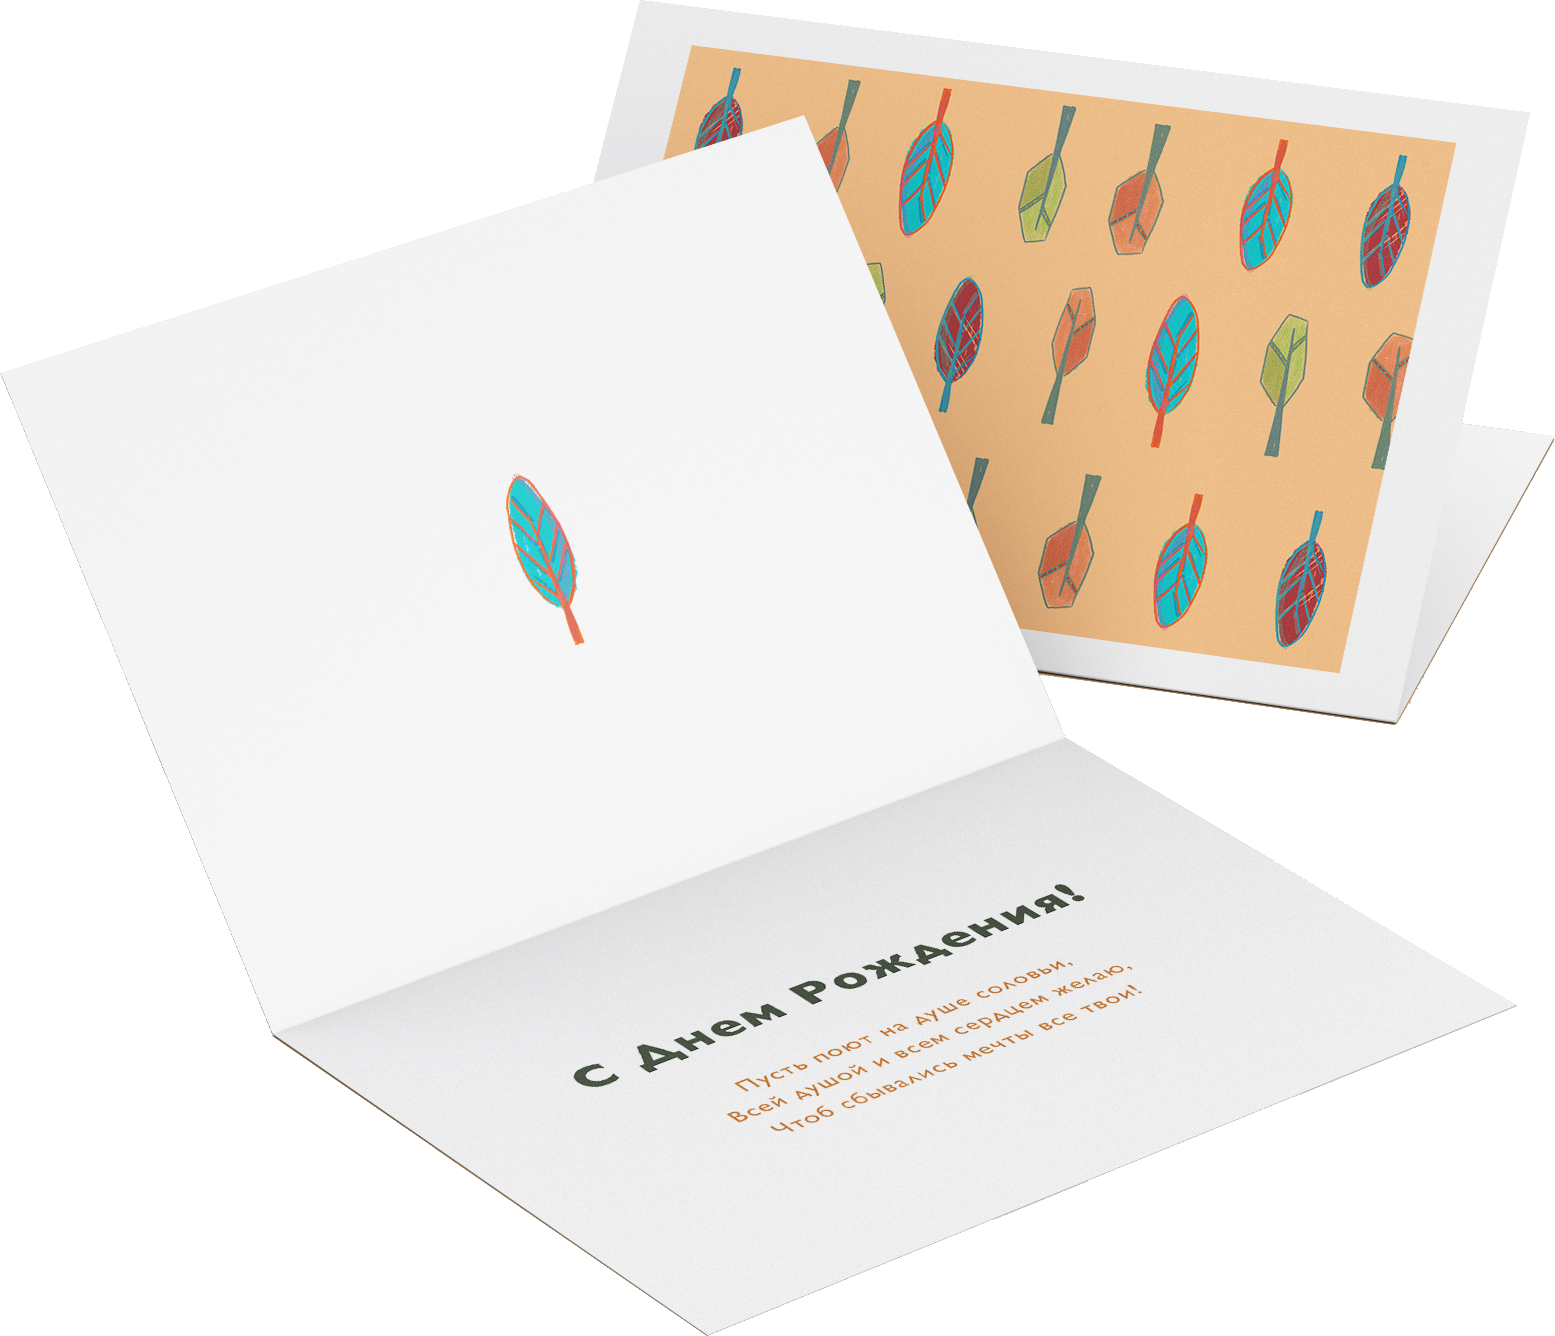 С Днем Рождения!
Пусть поют на душе соловьи,
Всей душой и всем сердцем желаю,
Чтоб сбывались мечты все твои!